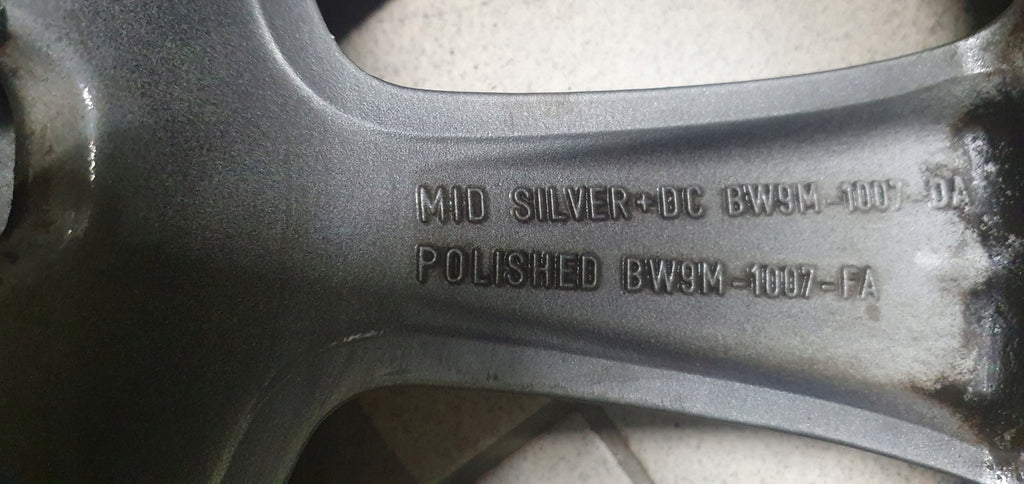 MID SILVER+DC BW9M-1007-DA
POLISHED BW9M-1007-FA